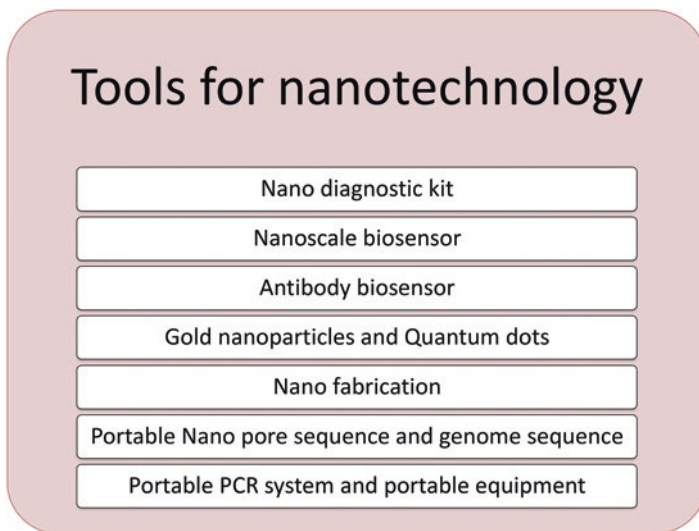 Tools for nanotechnology
Nano diagnostic kit
Nanoscale biosensor
Antibody biosensor
Gold nanoparticles and Quantum dots
Nano fabrication
Portable Nano pore sequence and genome sequence
Portable PCR system and portable equipment